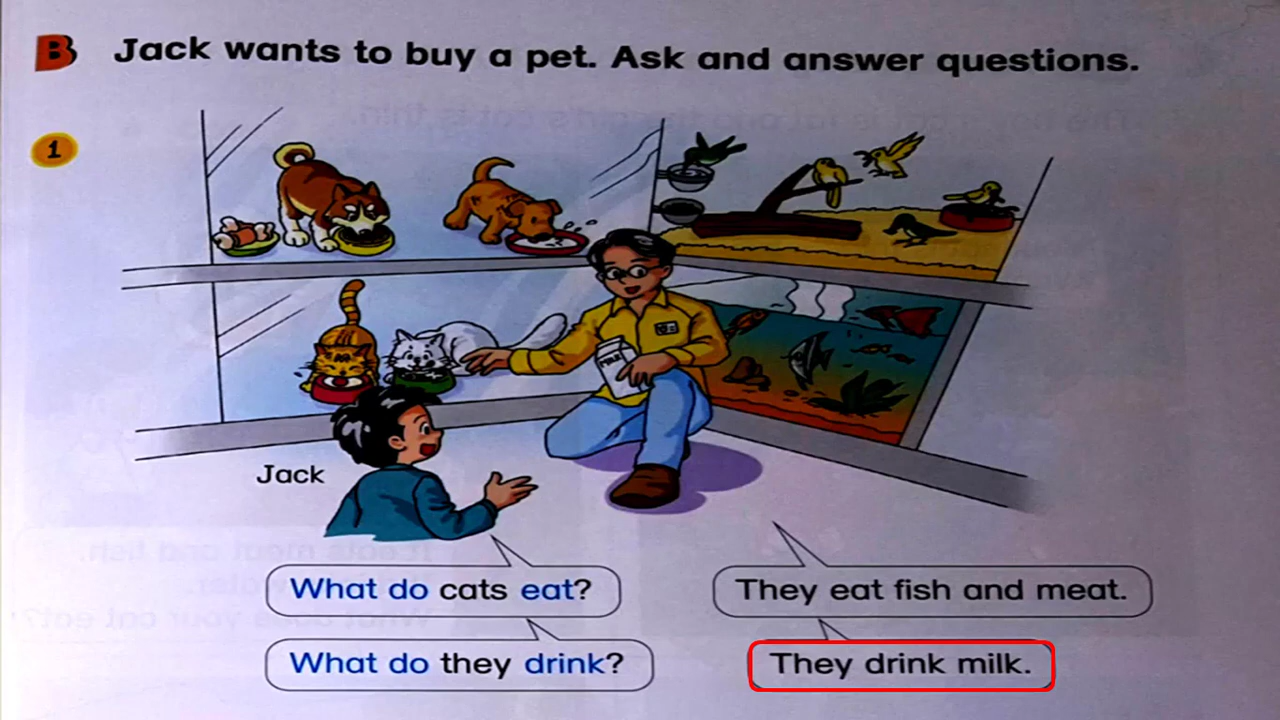 B Jack wants to buy a pet. Ask and answer questions.
1
MILK
Jack
What do cats eat?
They eat fish and meat.
What do they drink?
They drink milk.